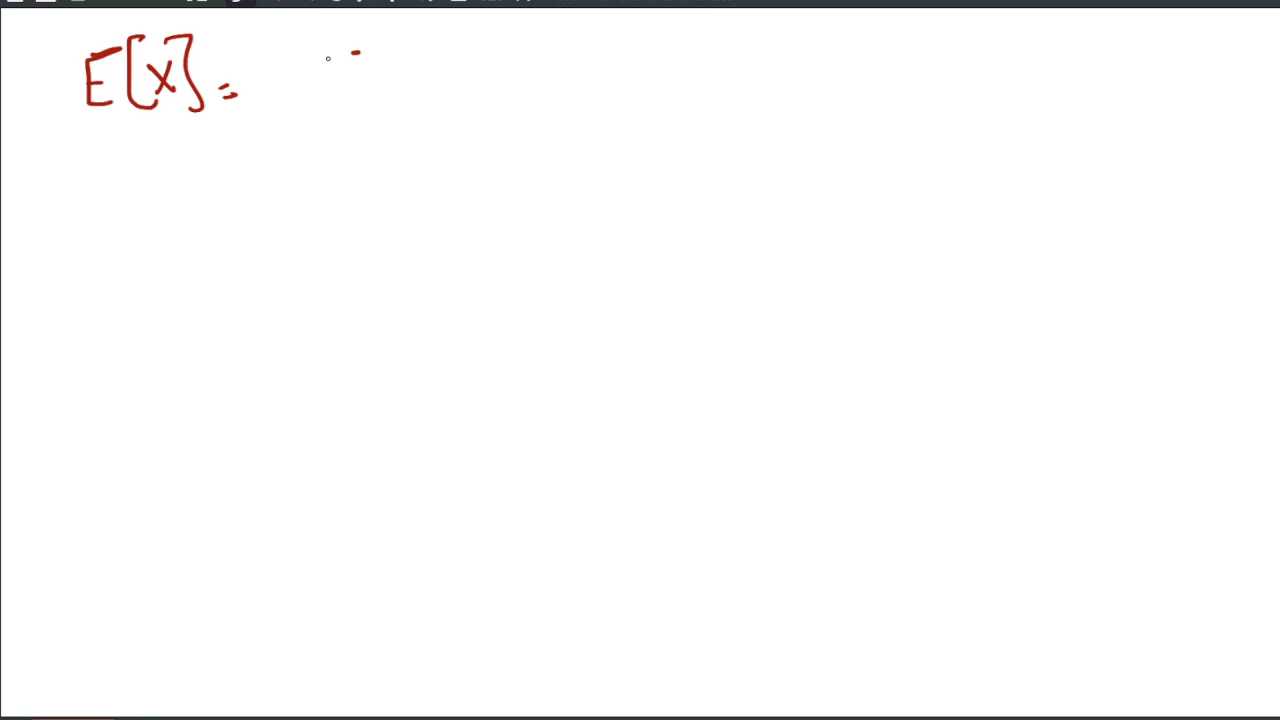 E[X] =